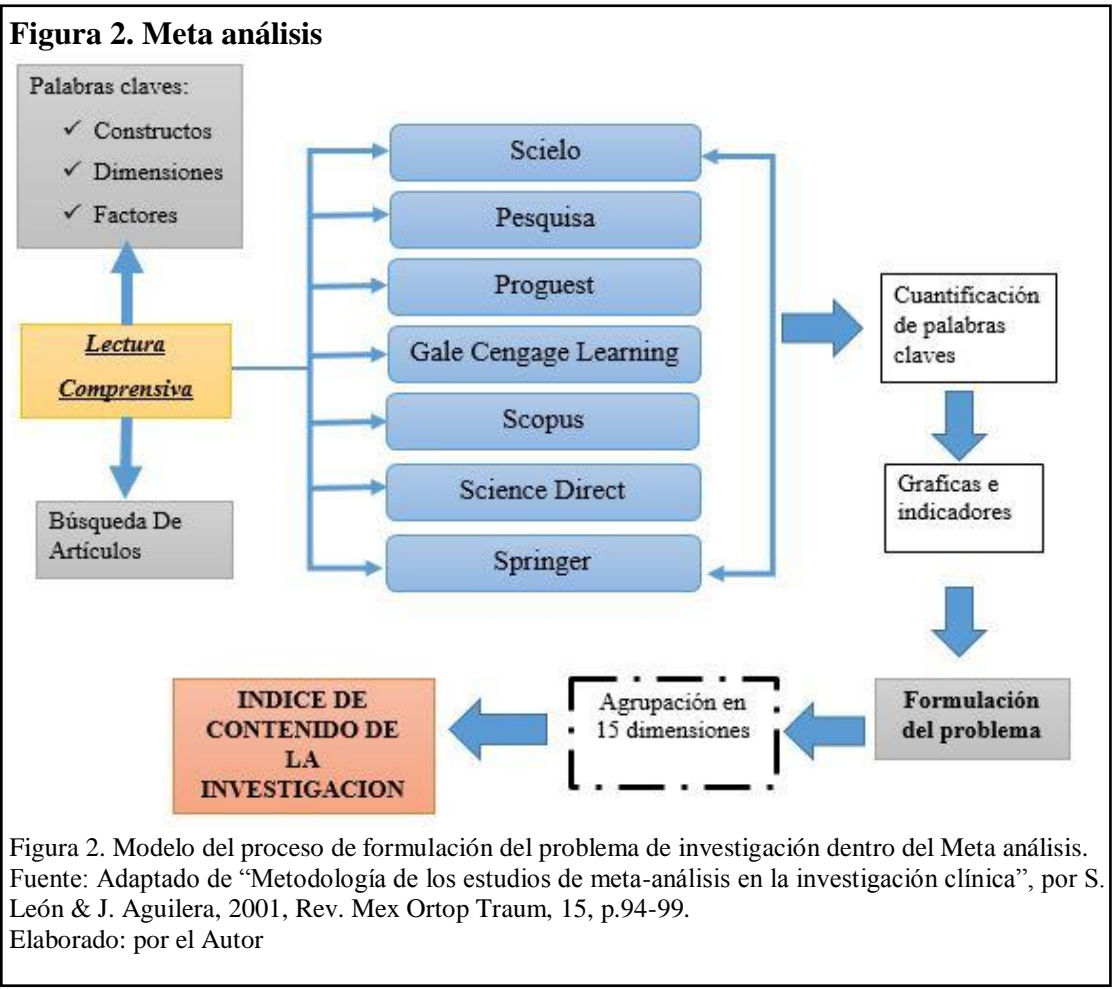 Figura 2. Meta análisis
Palabras claves:
✓ Constructos
✓ Dimensiones
✓ Factores
Lectura
Comprensiva
Búsqueda De
Artículos
Scielo
Pesquisa
Proguest
Gale Cengage Learning
Scopus
Science Direct
Springer
Cuantificación
de palabras
claves
Graficas e
indicadores
Formulación
del problema
Agrupación en
15 dimensiones
INDICE DE
CONTENIDO DE
LA
INVESTIGACION
Figura 2. Modelo del proceso de formulación del problema de investigación dentro del Meta análisis.
Fuente: Adaptado de “Metodología de los estudios de meta-análisis en la investigación clínica”, por S.
León & J. Aguilera, 2001, Rev. Mex Ortop Traum, 15, p.94-99.
Elaborado: por el Autor